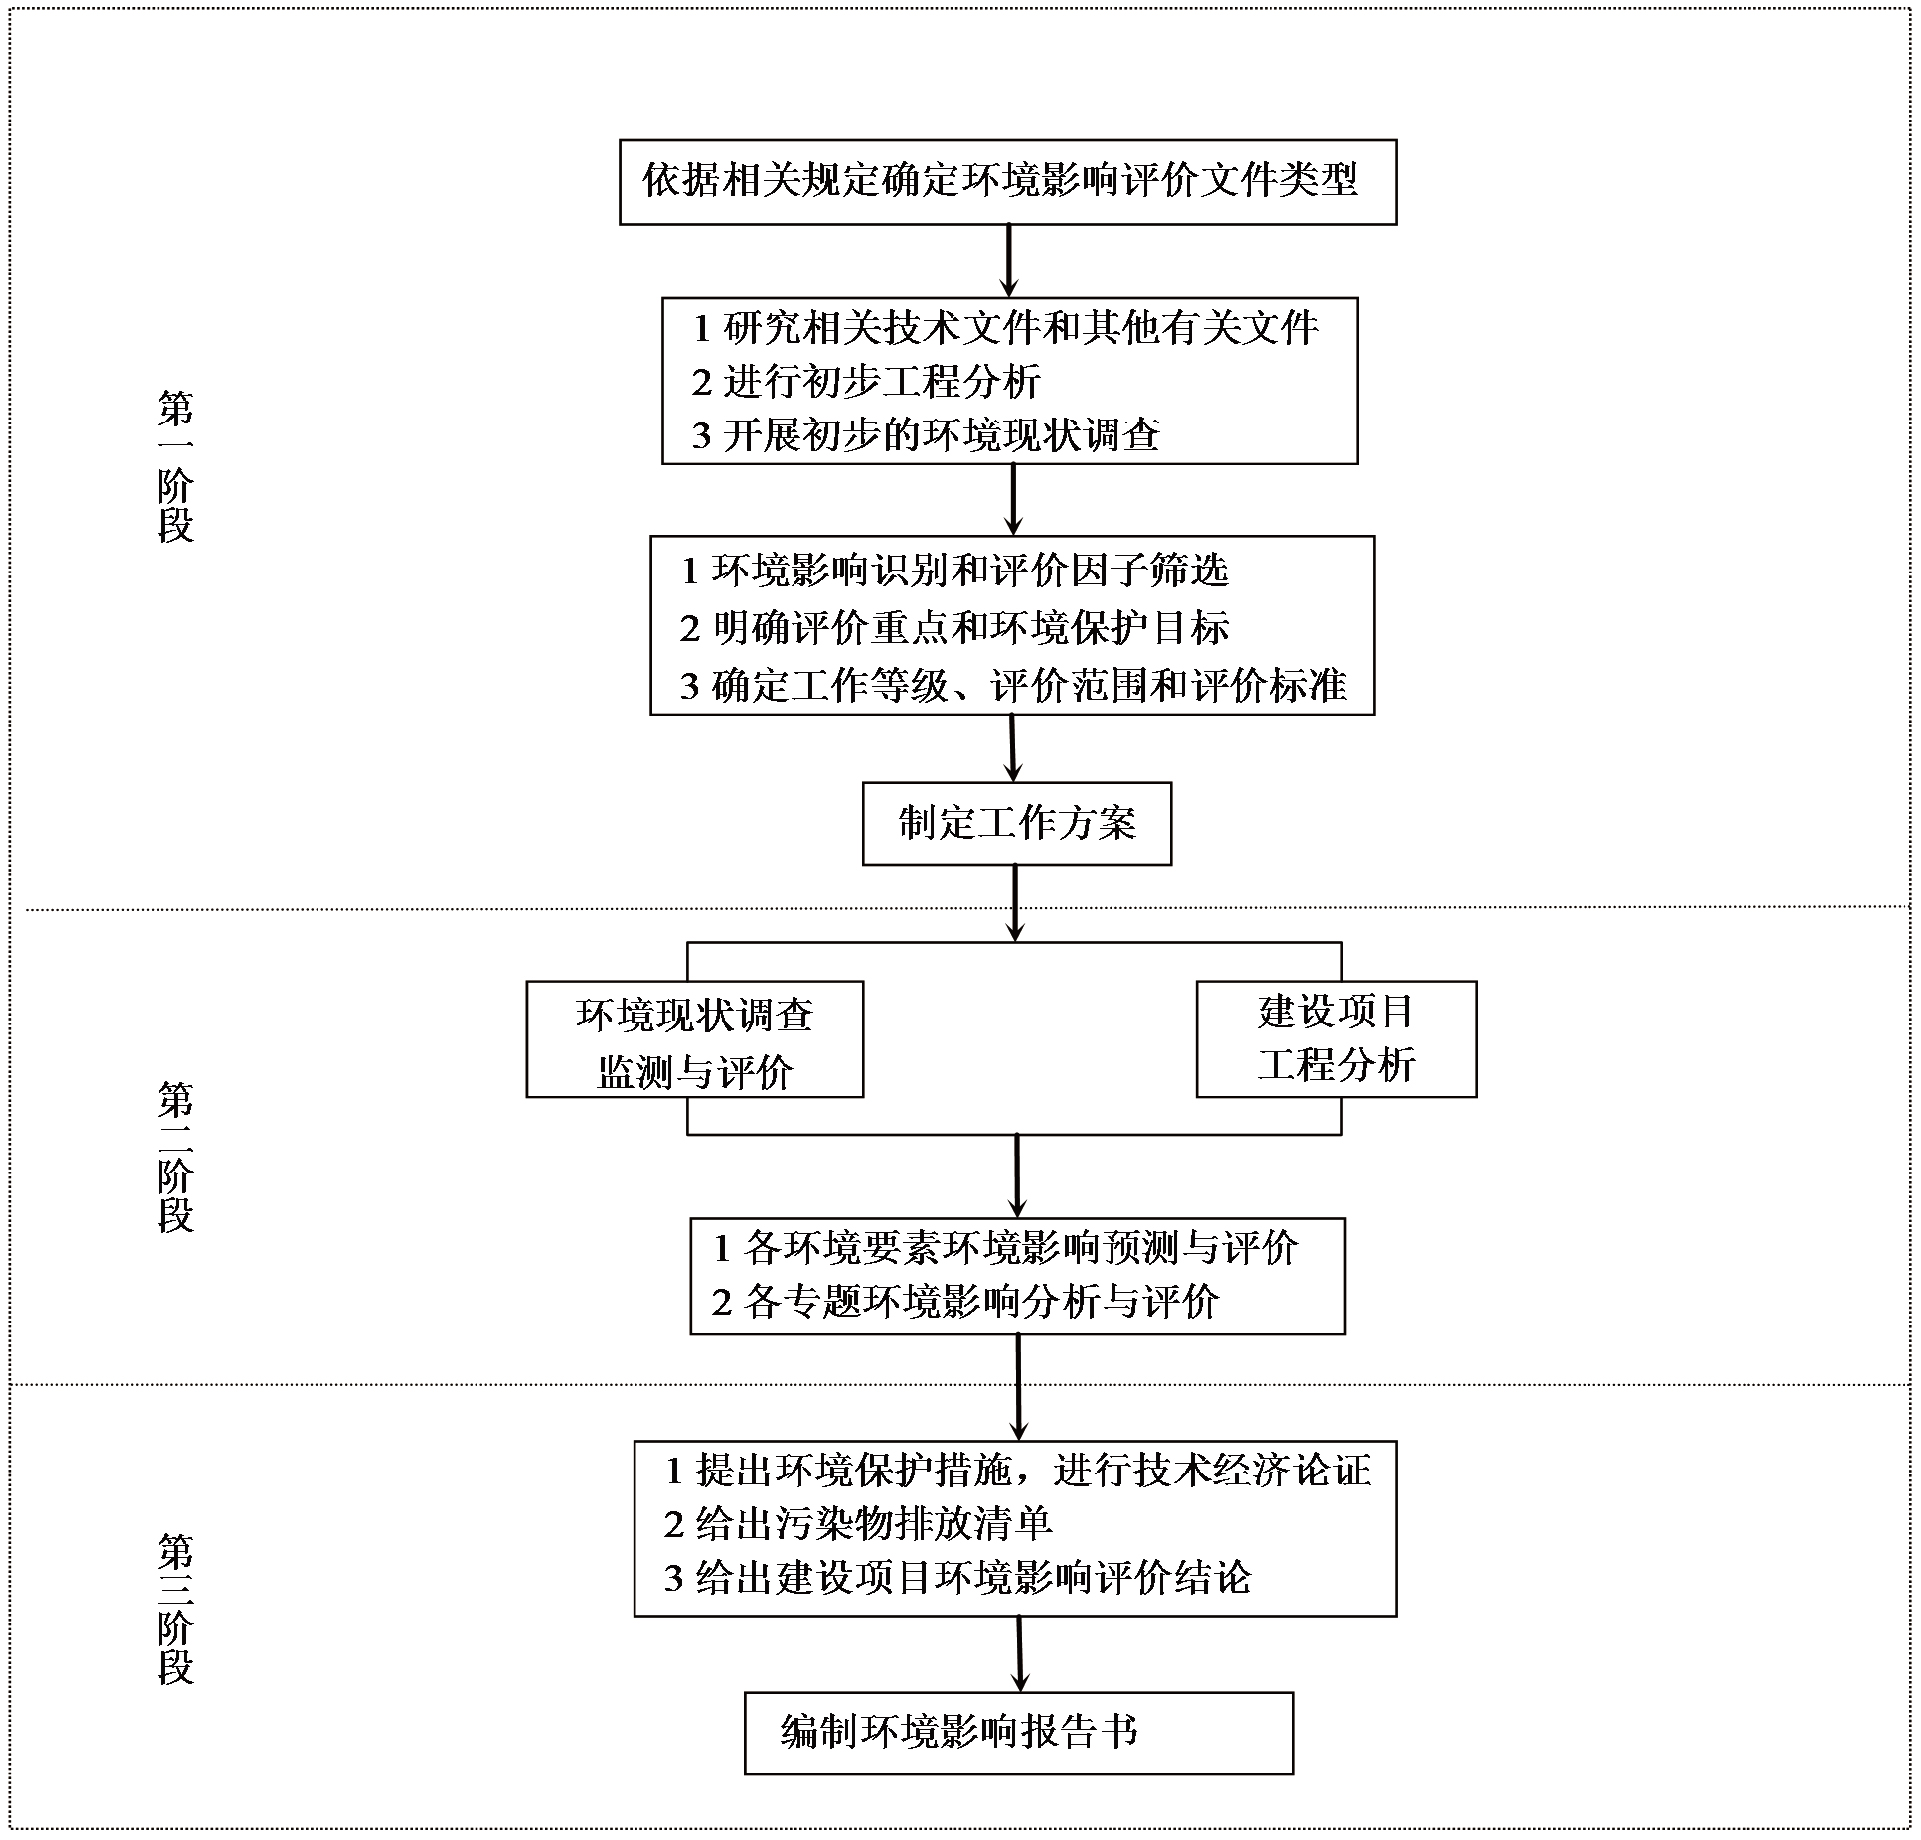 依据相关规定确定环境影响评价文件类型
1 研究相关技术文件和其他有关文件
2 进行初步工程分析
3 开展初步的环境现状调查
第一阶段
1 环境影响识别和评价因子筛选
2 明确评价重点和环境保护目标
3 确定工作等级、评价范围和评价标准
制定工作方案
环境现状调查
监测与评价
建设项目
工程分析
第二阶段
1 各环境要素环境影响预测与评价
2 各专题环境影响分析与评价
1 提出环境保护措施，进行技术经济论证
2 给出污染物排放清单
3 给出建设项目环境影响评价结论
第三阶段
编制环境影响报告书